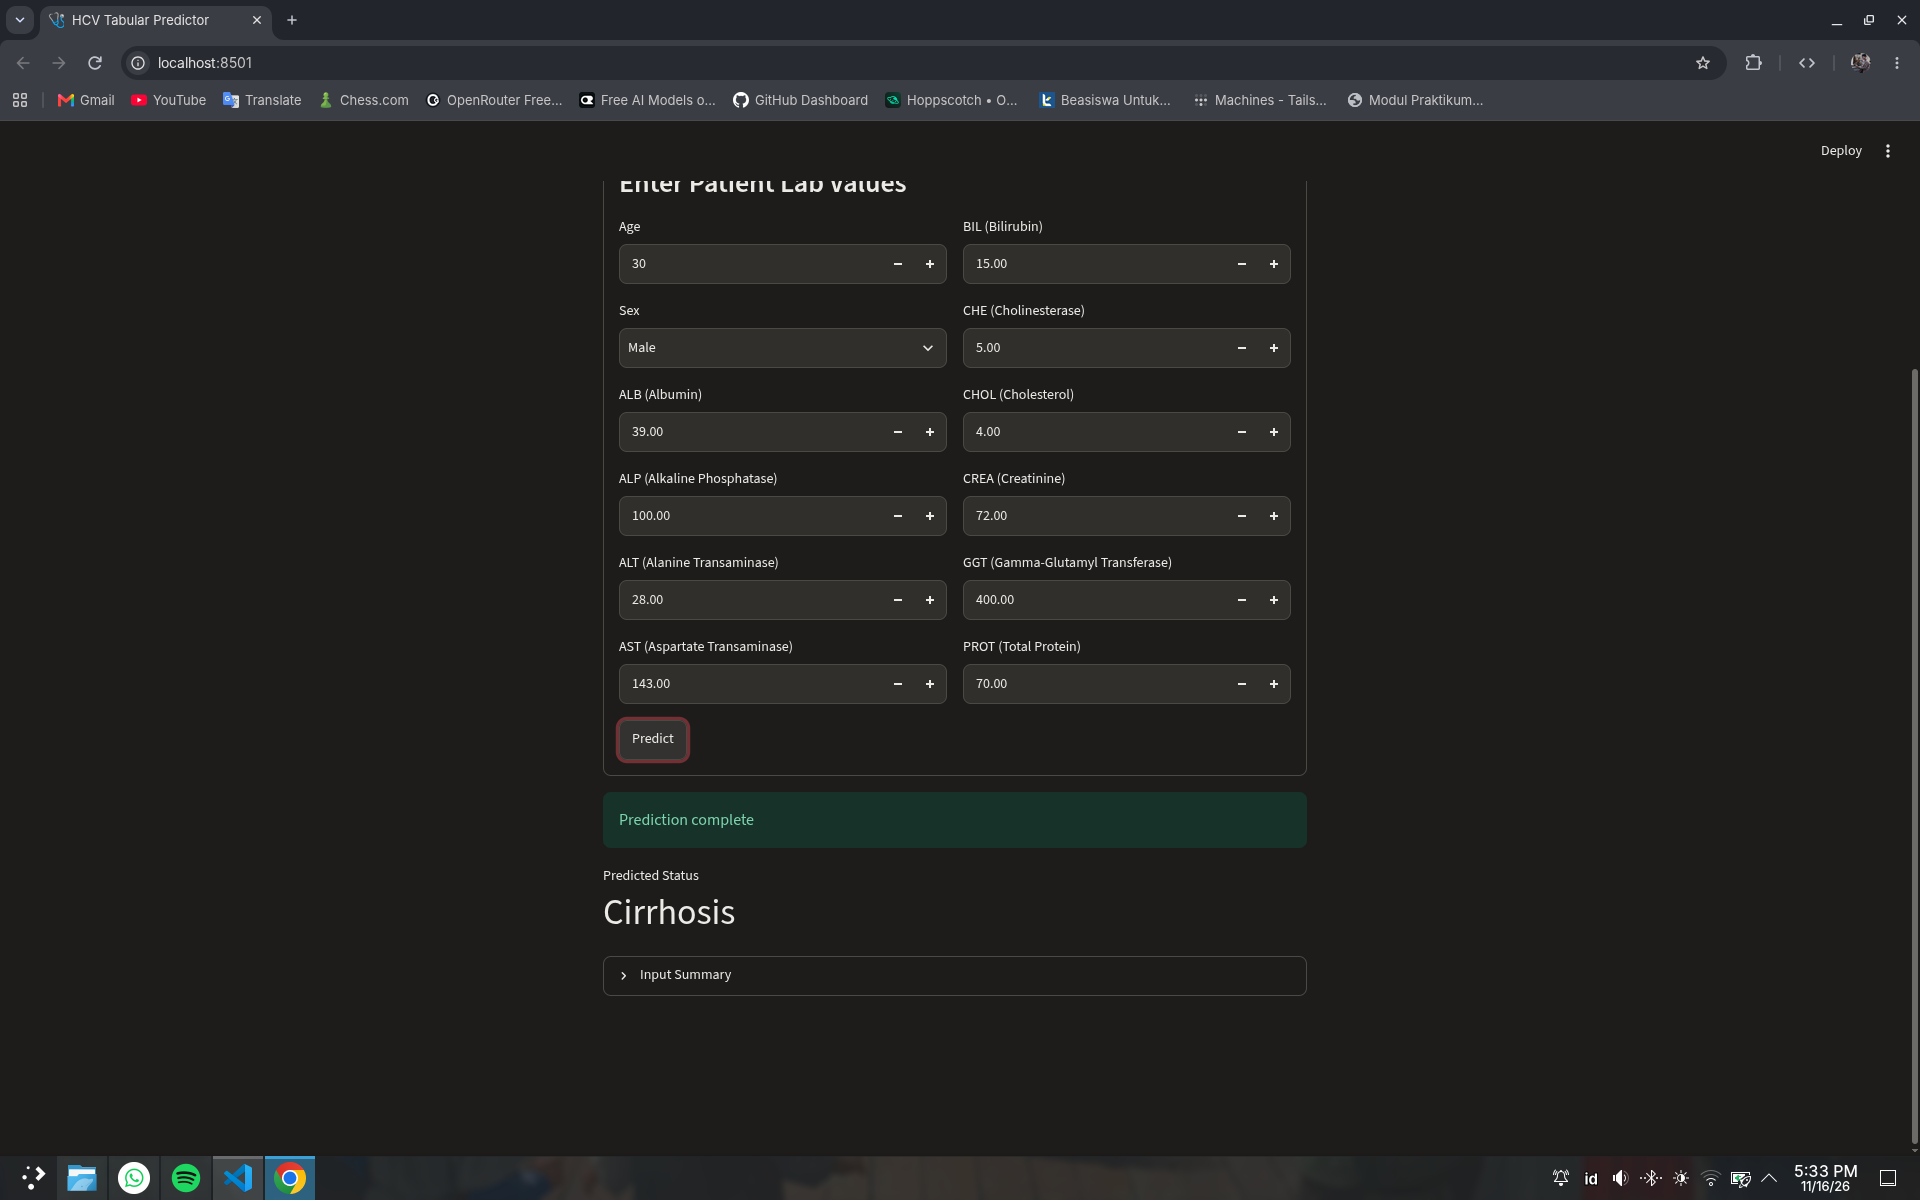 HCV Tabular Predictor
localhost:8501
Gmail
YouTube
Translate
Chess.com
OpenRouter Free...
Free AI Models o...
GitHub Dashboard
Hoppscotch • O...
Beasiswa Untuk...
Machines - Tails...
Modul Praktikum...
Deploy
Enter Patient Lab Values
Age
30
BIL (Bilirubin)
15.00
Sex
Male
CHE (Cholinesterase)
5.00
ALB (Albumin)
39.00
CHOL (Cholesterol)
4.00
ALP (Alkaline Phosphatase)
100.00
CREA (Creatinine)
72.00
ALT (Alanine Transaminase)
28.00
GGT (Gamma-Glutamyl Transferase)
400.00
AST (Aspartate Transaminase)
143.00
PROT (Total Protein)
70.00
Predict
Prediction complete
Predicted Status
Cirrhosis
Input Summary
id
5:33 PM
11/16/26